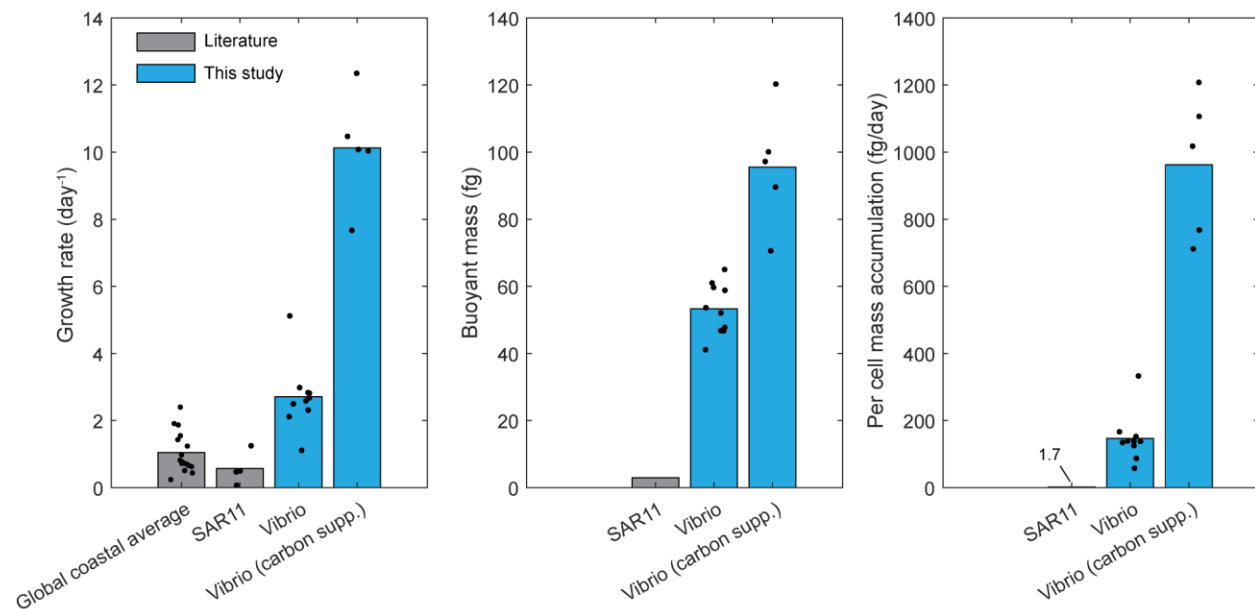 14
12
10
8
6
4
2
0
Growth rate (day⁻¹)
Literature
This study
Global coastal average
SAR11
Vibrio
Vibrio (carbon supp.)
140
120
100
80
60
40
20
0
Buoyant mass (fg)
SAR11
Vibrio
Vibrio (carbon supp.)
1400
1200
1000
800
600
400
200
0
Per cell mass accumulation (fg/day)
1.7
SAR11
Vibrio
Vibrio (carbon supp.)